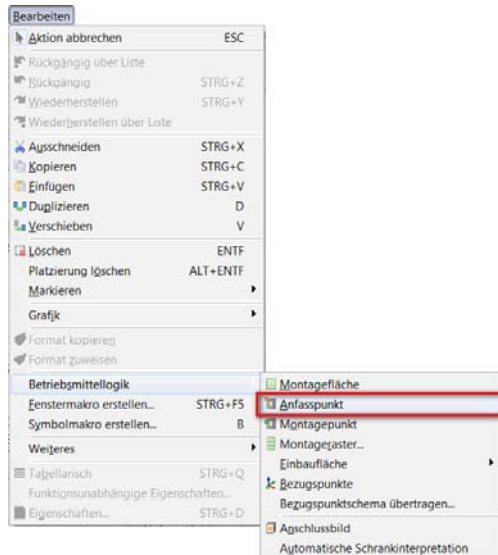 Bearbeiten
Aktion abbrechen ESC
Rückgängig über Liste
Rückgängig STRG+Z
Wiederherstellen STRG+Y
Wiederherstellen über Liste
Ausschneiden STRG+X
Kopieren STRG+C
Einfügen STRG+V
Duplizieren D
Verschieben V
Löschen ENTF
Platzierung löschen ALT+ENTF
Markieren
Grafik
Format kopieren
Format zuweisen
Betriebsmittellogik
Fenstermakro erstellen... STRG+F5
Symbolmakro erstellen... B
Weiteres
Tabellarisch STRG+Q
Funktionsunabhängige Eigenschaften...
Eigenschaften... STRG+D
Montagefläche
Anfasspunkt
Montagepunkt
Montageraster...
Einbaufläche
Bezugspunkte
Bezugspunktschema übertragen...
Anschlussbild
Automatische Schrankinterpretation